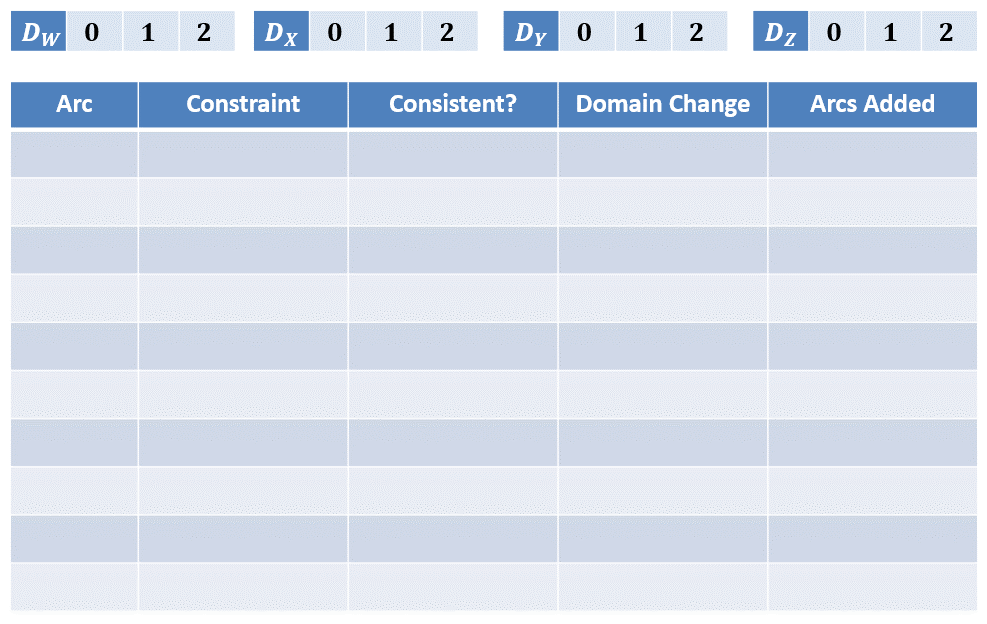 D_W 0 1 2 D_X 0 1 2 D_Y 0 1 2 D_Z 0 1 2
Arc Constraint Consistent? Domain Change Arcs Added